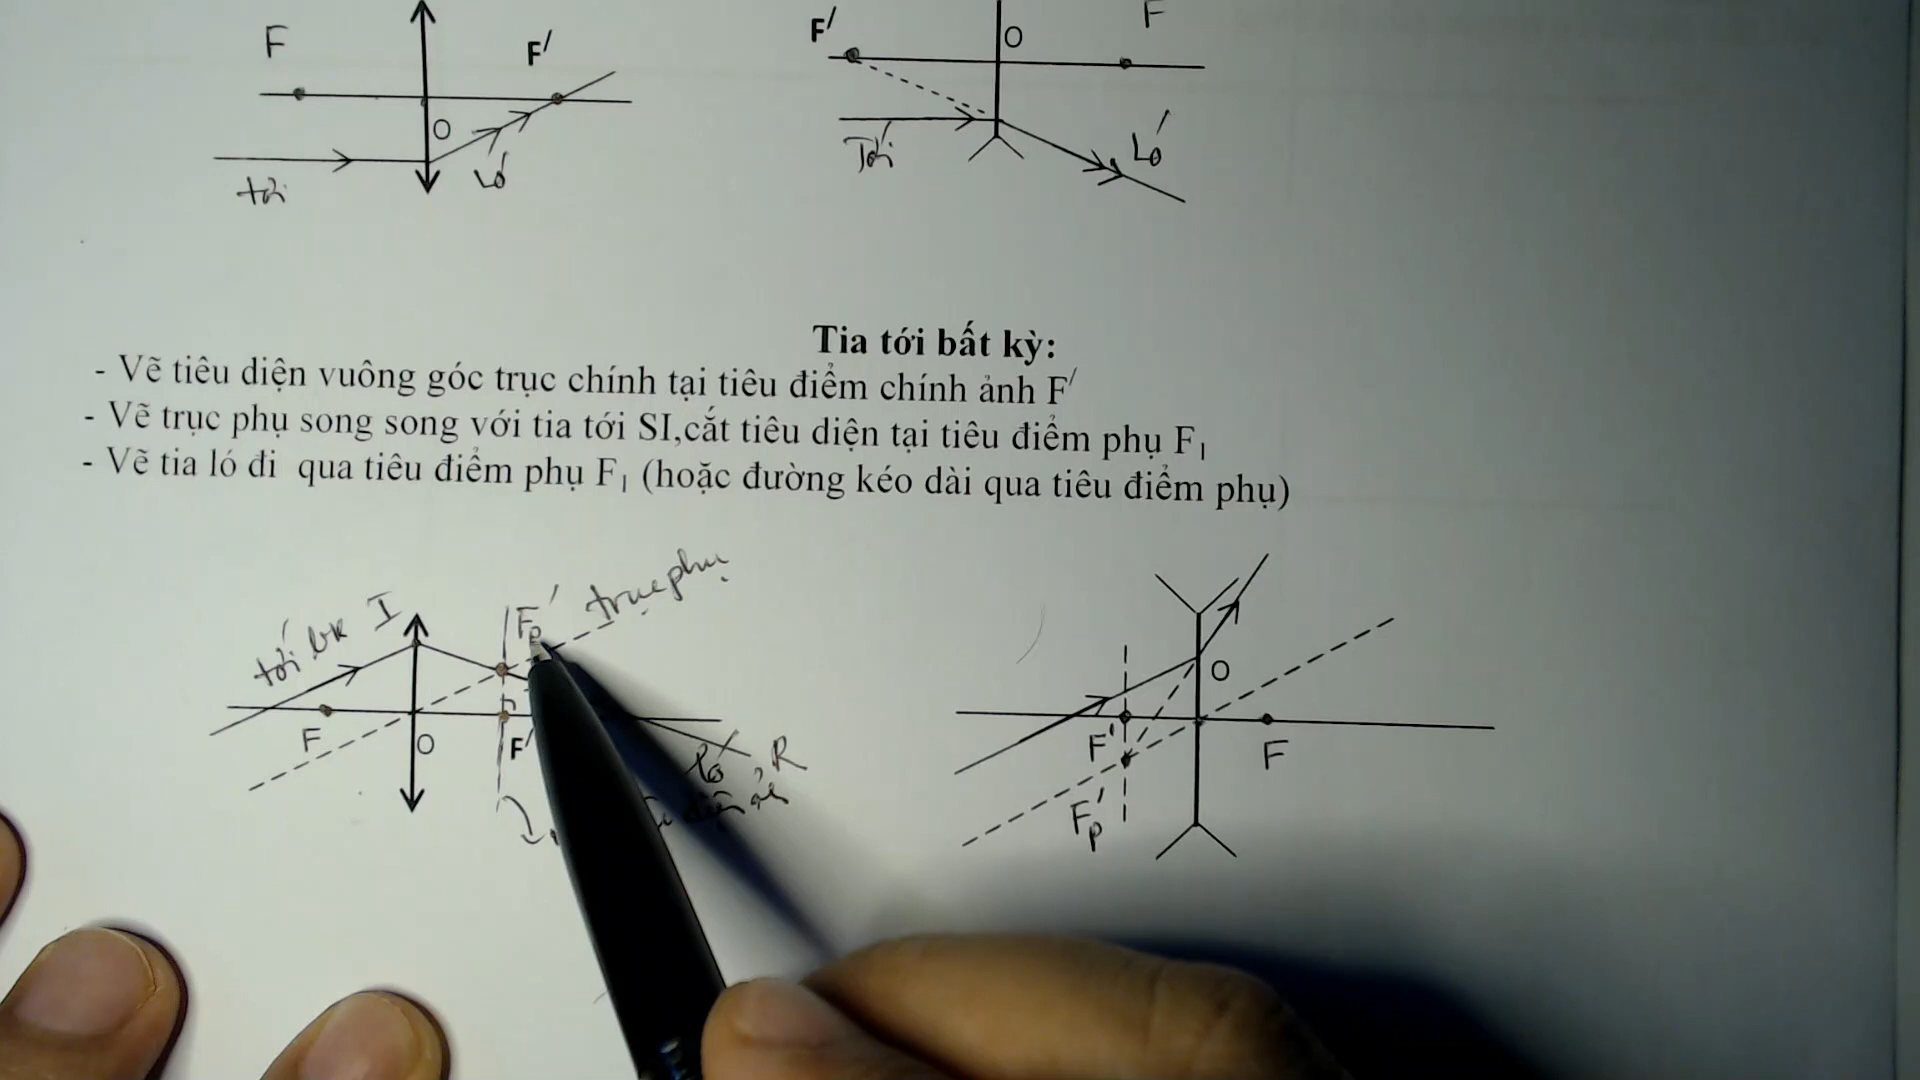 F
F/
O
tới
Ló
F/
O
F
Tới
Ló
Tia tới bất kỳ:
- Vẽ tiêu diện vuông góc trục chính tại tiêu điểm chính ảnh F/
- Vẽ trục phụ song song với tia tới SI,cắt tiêu diện tại tiêu điểm phụ F1
- Vẽ tia ló đi qua tiêu điểm phụ F1 (hoặc đường kéo dài qua tiêu điểm phụ)
tới bk I
Fp' trục phụ
F
O
F/
ló R
diện ảnh
O
F'
F
Fp'